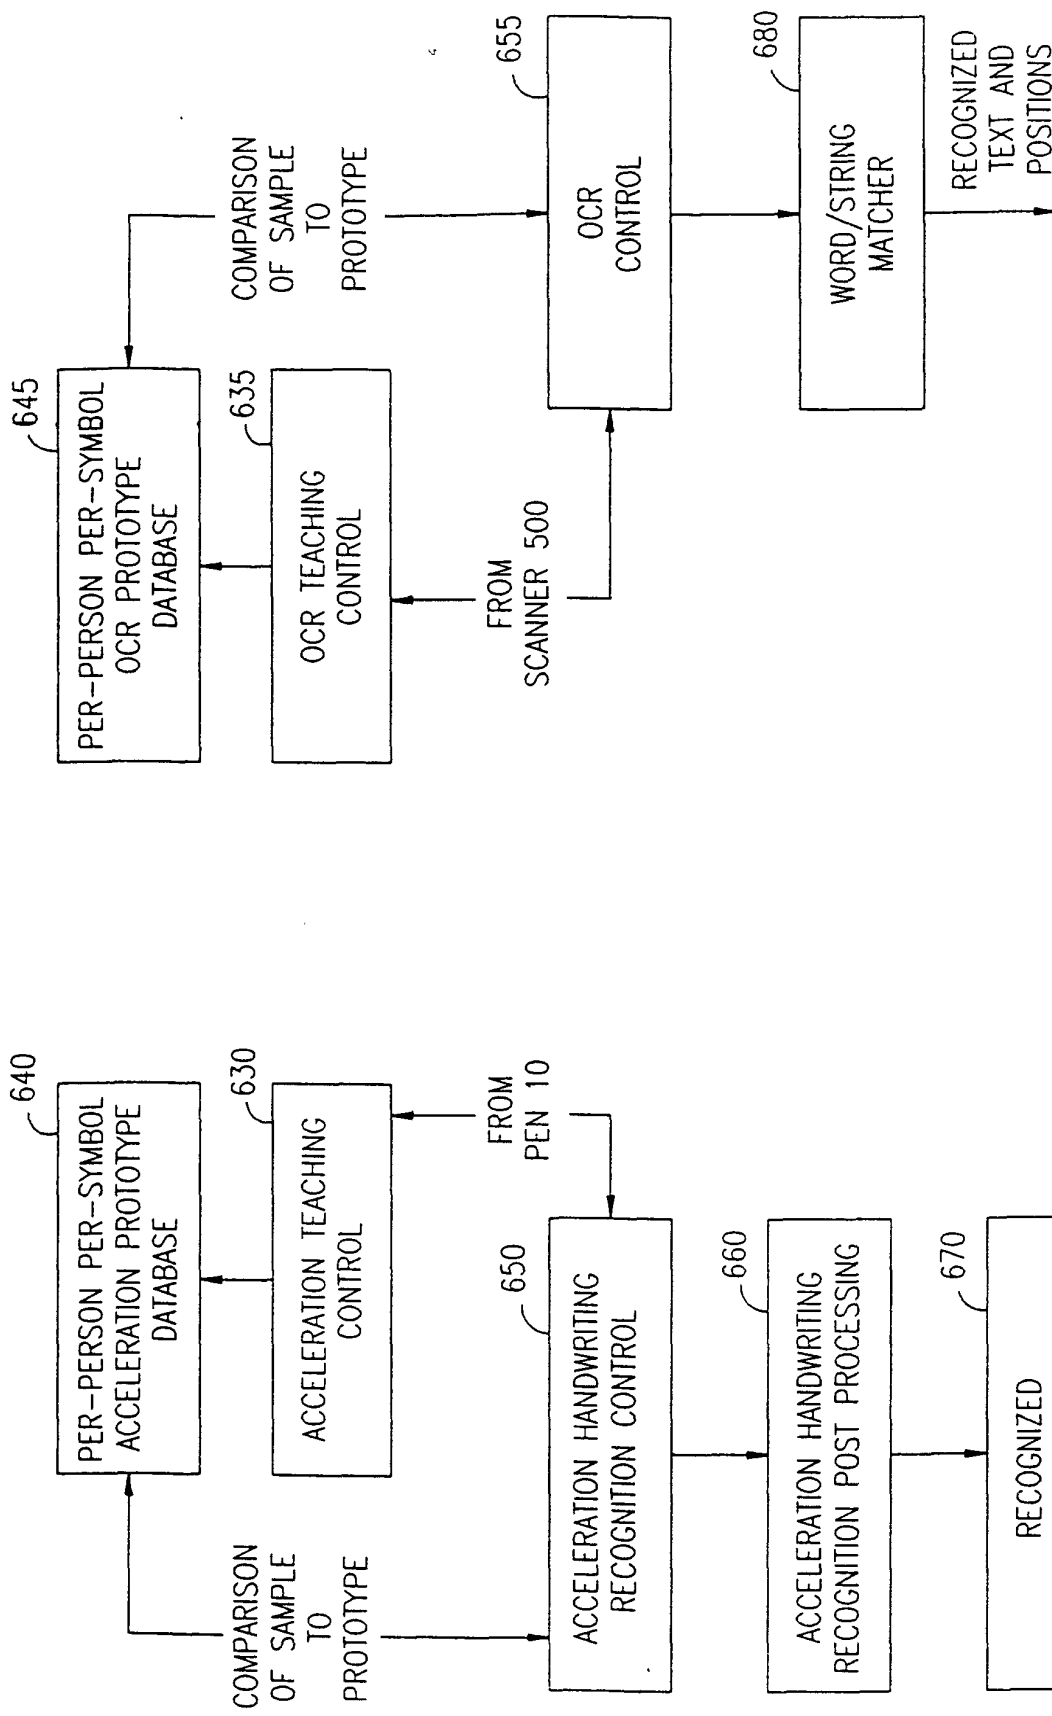 640
PER-PERSON PER-SYMBOL
ACCELERATION PROTOTYPE
DATABASE
630
ACCELERATION TEACHING
CONTROL
COMPARISON
OF SAMPLE
TO
PROTOTYPE
FROM
PEN 10
650
ACCELERATION HANDWRITING
RECOGNITION CONTROL
660
ACCELERATION HANDWRITING
RECOGNITION POST PROCESSING
670
RECOGNIZED
645
PER-PERSON PER-SYMBOL
OCR PROTOTYPE
DATABASE
635
OCR TEACHING
CONTROL
COMPARISON
OF SAMPLE
TO
PROTOTYPE
FROM
SCANNER 500
655
OCR
CONTROL
680
WORD/STRING
MATCHER
RECOGNIZED
TEXT AND
POSITIONS